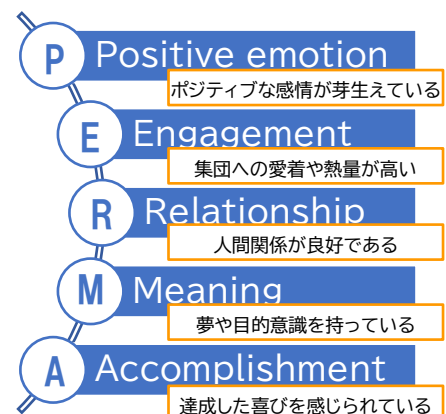 P Positive emotion
ポジティブな感情が芽生えている
E Engagement
集団への愛着や熱量が高い
R Relationship
人間関係が良好である
M Meaning
夢や目的意識を持っている
A Accomplishment
達成した喜びを感じられている